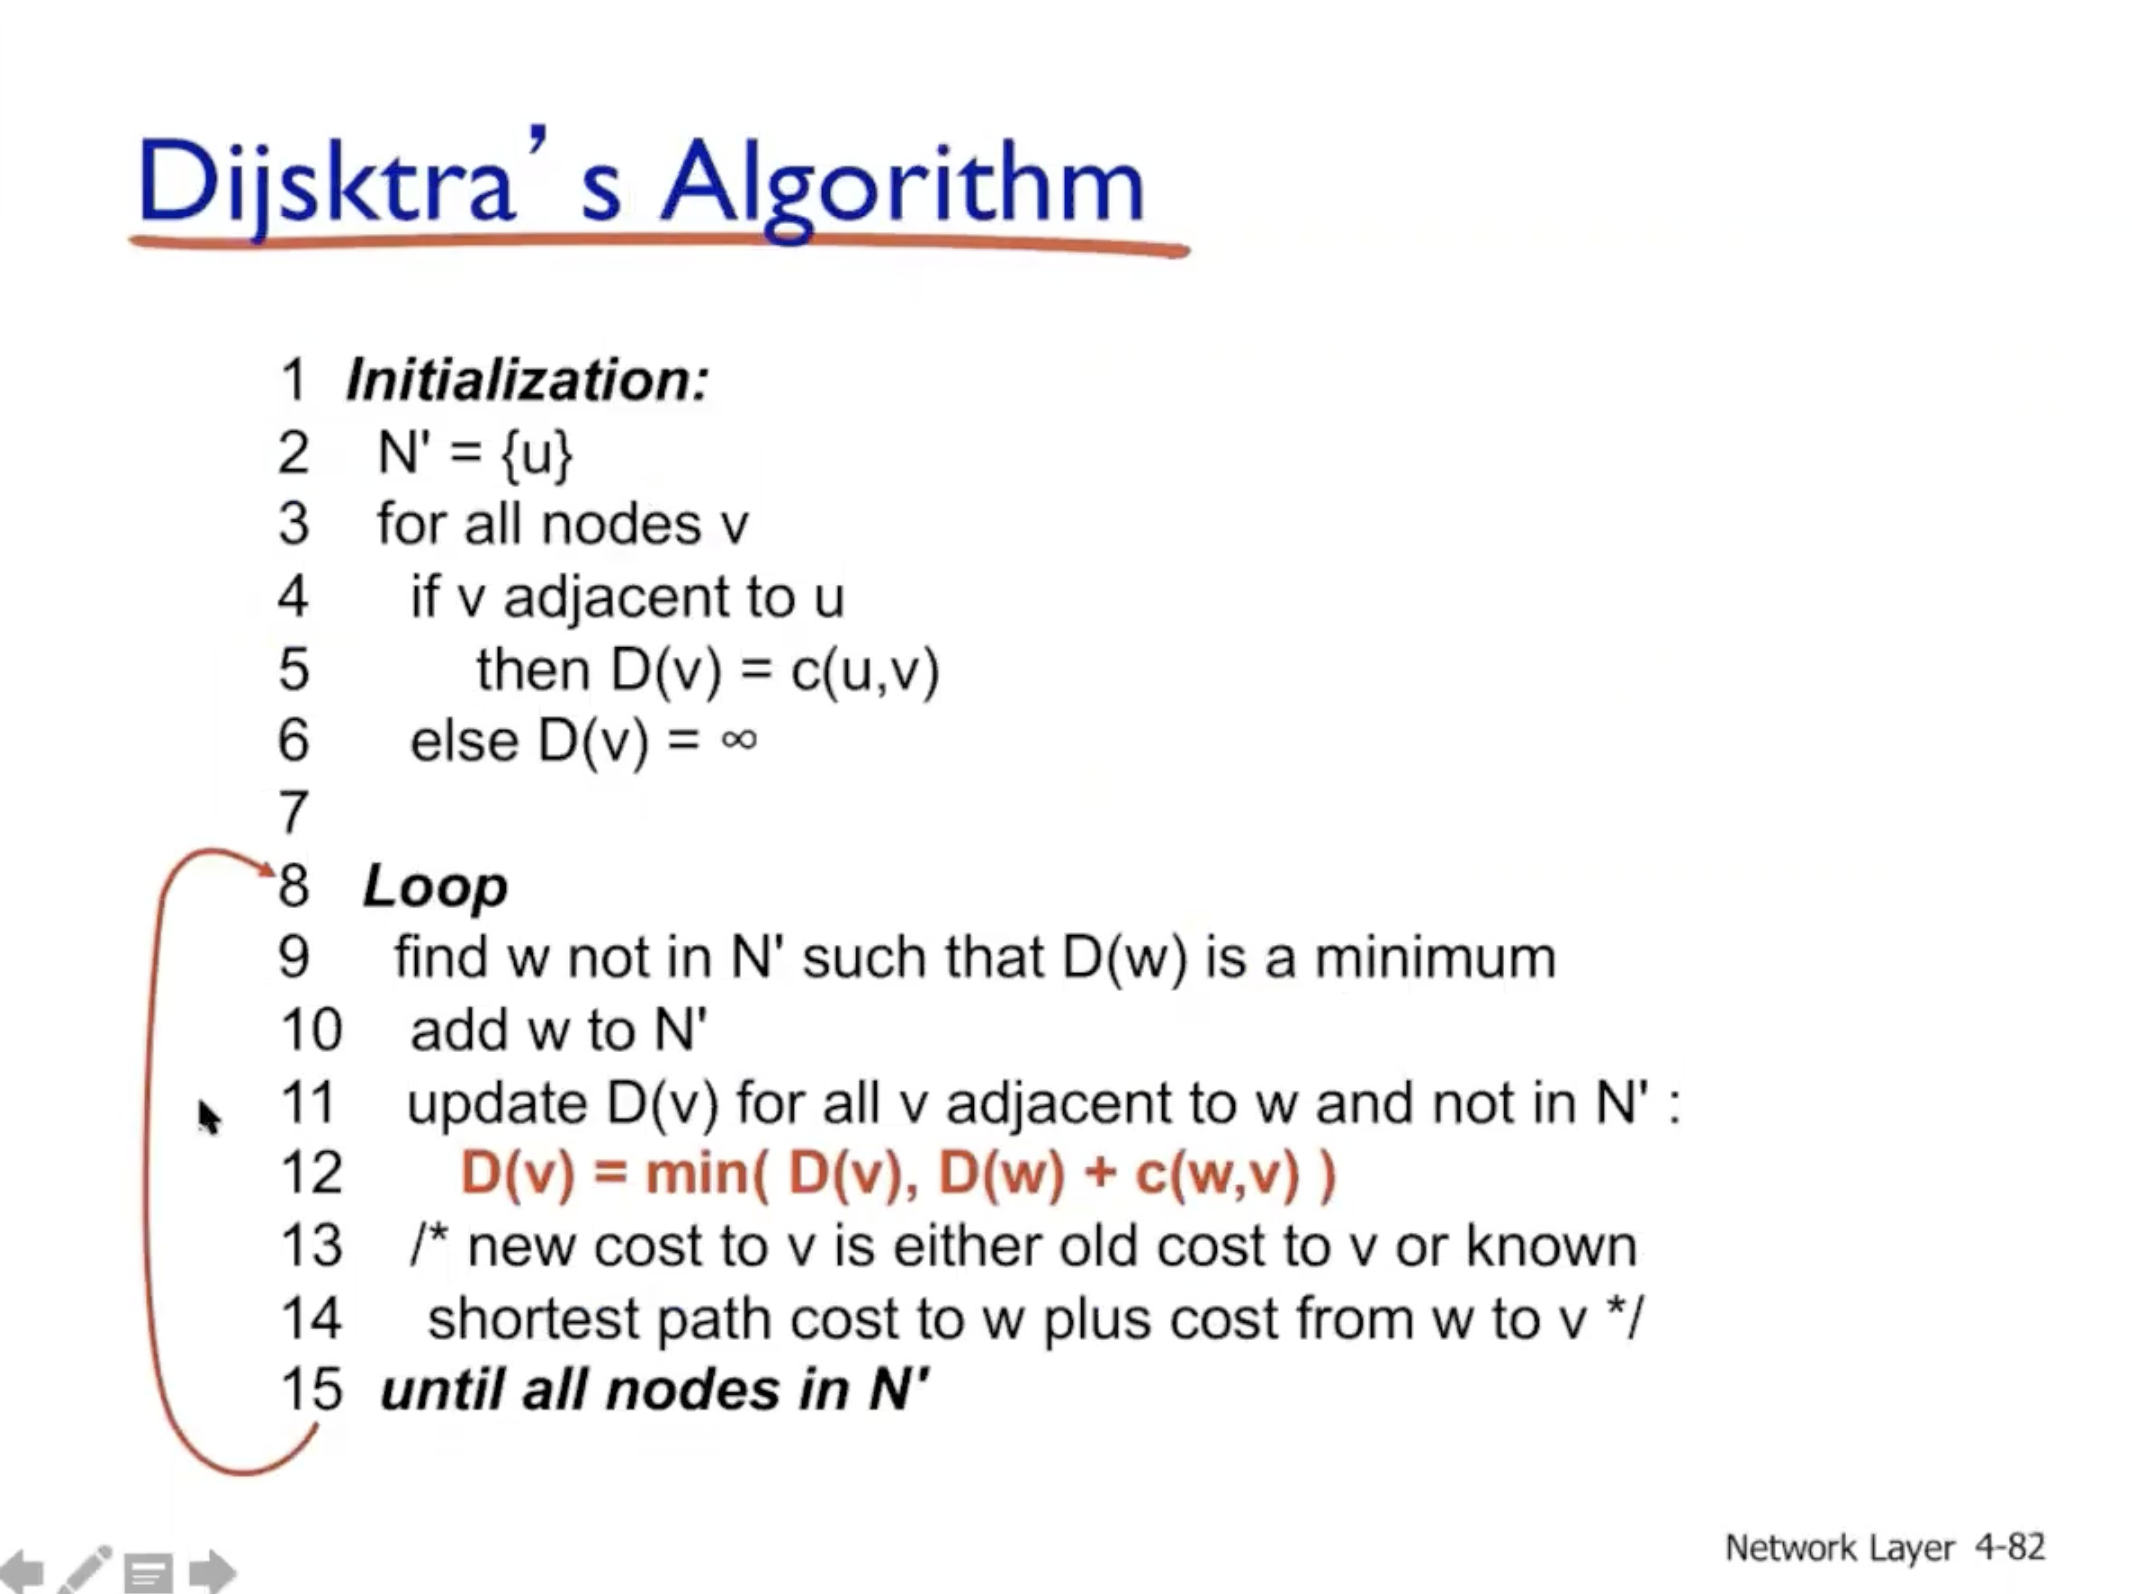 Dijsktra’s Algorithm
1 Initialization:
2 N' = {u}
3 for all nodes v
4 if v adjacent to u
5 then D(v) = c(u,v)
6 else D(v) = ∞
7
8 Loop
9 find w not in N' such that D(w) is a minimum
10 add w to N'
11 update D(v) for all v adjacent to w and not in N' :
12 D(v) = min( D(v), D(w) + c(w,v) )
13 /* new cost to v is either old cost to v or known
14 shortest path cost to w plus cost from w to v */
15 until all nodes in N'
Network Layer 4-82